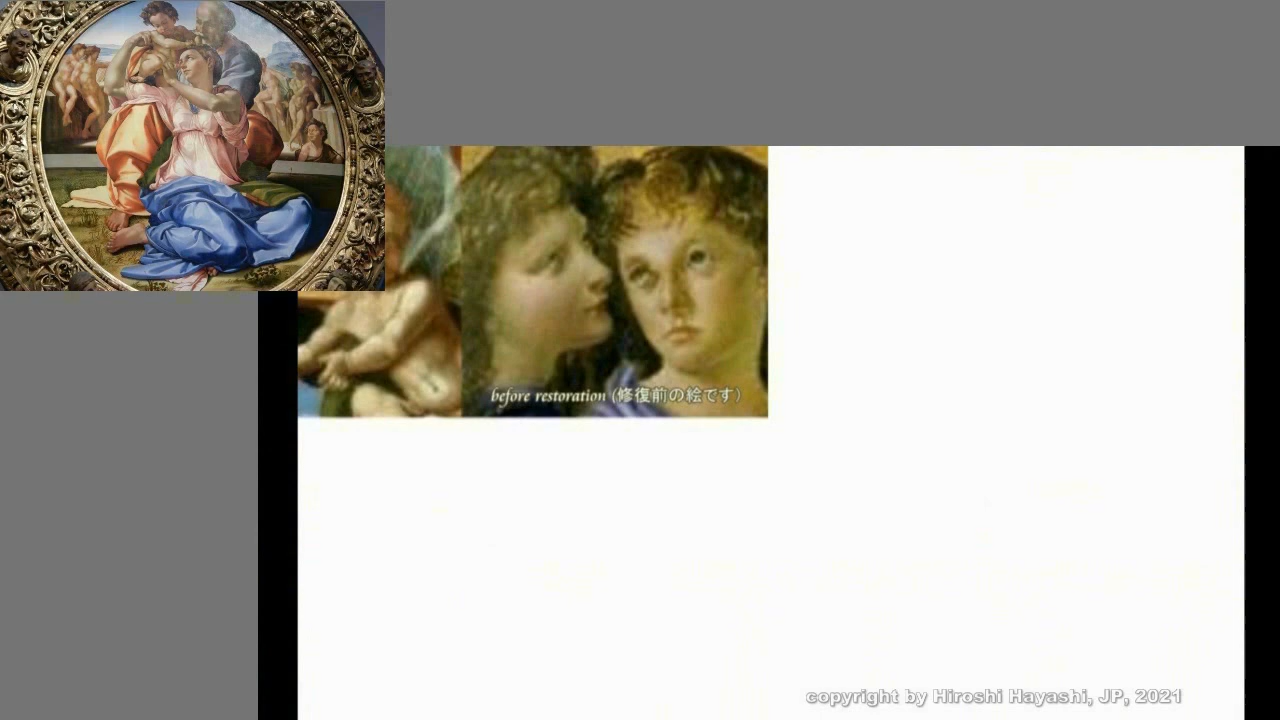 before restoration (修復前の絵です)
copyright by Hiroshi Hayashi, JP, 2021